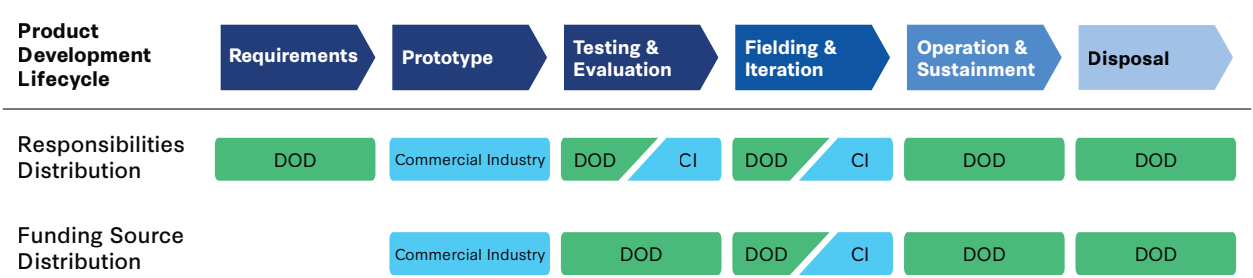 Product
Development
Lifecycle
Requirements
Prototype
Testing &
Evaluation
Fielding &
Iteration
Operation &
Sustainment
Disposal
Responsibilities
Distribution
DOD
Commercial Industry
DOD
CI
DOD
CI
DOD
DOD
Funding Source
Distribution
Commercial Industry
DOD
DOD
CI
DOD
DOD